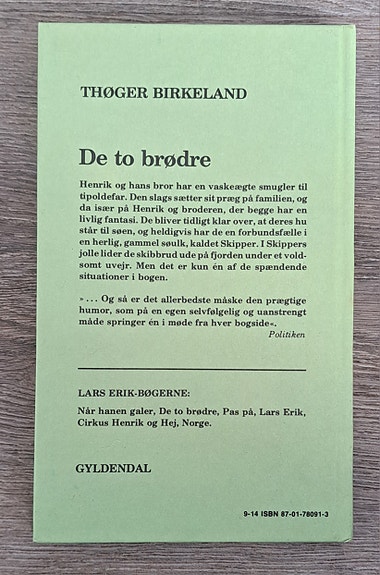 THØGER BIRKELAND
De to brødre
Henrik og hans bror har en vaskeægte smugler til
tipoldefar. Den slags sætter sit præg på familien, og
da især på Henrik og broderen, der begge har en
livlig fantasi. De bliver tidligt klar over, at deres hu
står til søen, og heldigvis har de en forbundsfælle i
en herlig, gammel søulk, kaldet Skipper. I Skippers
jolle lider de skibbrud ude på fjorden under et vold-
somt uvejr. Men det er kun én af de spændende
situationer i bogen.
»... Og så er det allerbedste måske den prægtige
humor, som på en egen selvfølgelig og uanstrengt
måde springer én i møde fra hver bogside«.
Politiken
LARS ERIK-BØGERNE:
Når hanen galer, De to brødre, Pas på, Lars Erik,
Cirkus Henrik og Hej, Norge.
GYLDENDAL
9-14 ISBN 87-01-78091-3